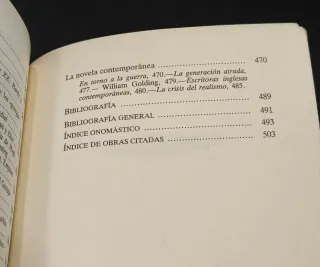 La novela contemporánea ........................ 470
En torno a la guerra, 470.—La generación airada,
477.— William Golding, 479.—Escritoras inglesas
contemporáneas, 480.—La crisis del realismo, 485.
BIBLIOGRAFÍA ........................ 489
BIBLIOGRAFÍA GENERAL ........................ 491
ÍNDICE ONOMÁSTICO ........................ 493
ÍNDICE DE OBRAS CITADAS ........................ 503